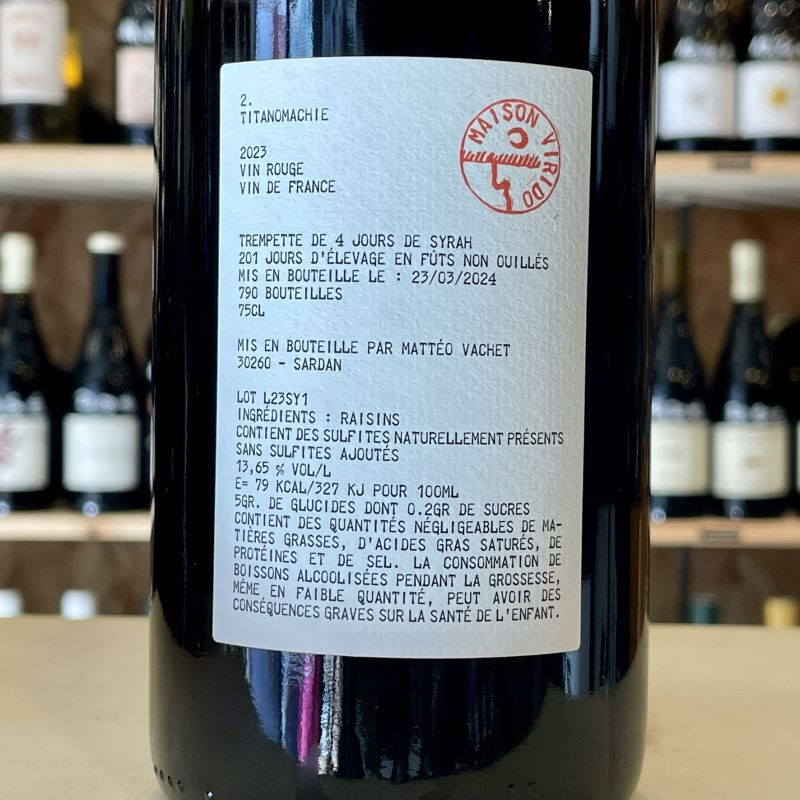 2.
TITANOMACHIE
MAISON VIRIDO
2023
VIN ROUGE
VIN DE FRANCE
TREMPETTE DE 4 JOURS DE SYRAH
201 JOURS D'ÉLEVAGE EN FÛTS NON OUILLÉS
MIS EN BOUTEILLE LE : 23/03/2024
790 BOUTEILLES
75CL
MIS EN BOUTEILLE PAR MATTÉO VACHET
30260 - SARDAN
LOT L23SY1
INGRÉDIENTS : RAISINS
CONTIENT DES SULFITES NATURELLEMENT PRÉSENTS
SANS SULFITES AJOUTÉS
13,65 % VOL/L
E= 79 KCAL/327 KJ POUR 100ML
5GR. DE GLUCIDES DONT 0.2GR DE SUCRES
CONTIENT DES QUANTITÉS NÉGLIGEABLES DE MA-
TIÈRES GRASSES, D'ACIDES GRAS SATURÉS, DE
PROTÉINES ET DE SEL. LA CONSOMMATION DE
BOISSONS ALCOOLISÉES PENDANT LA GROSSESSE,
MÊME EN FAIBLE QUANTITÉ, PEUT AVOIR DES
CONSÉQUENCES GRAVES SUR LA SANTÉ DE L'ENFANT.